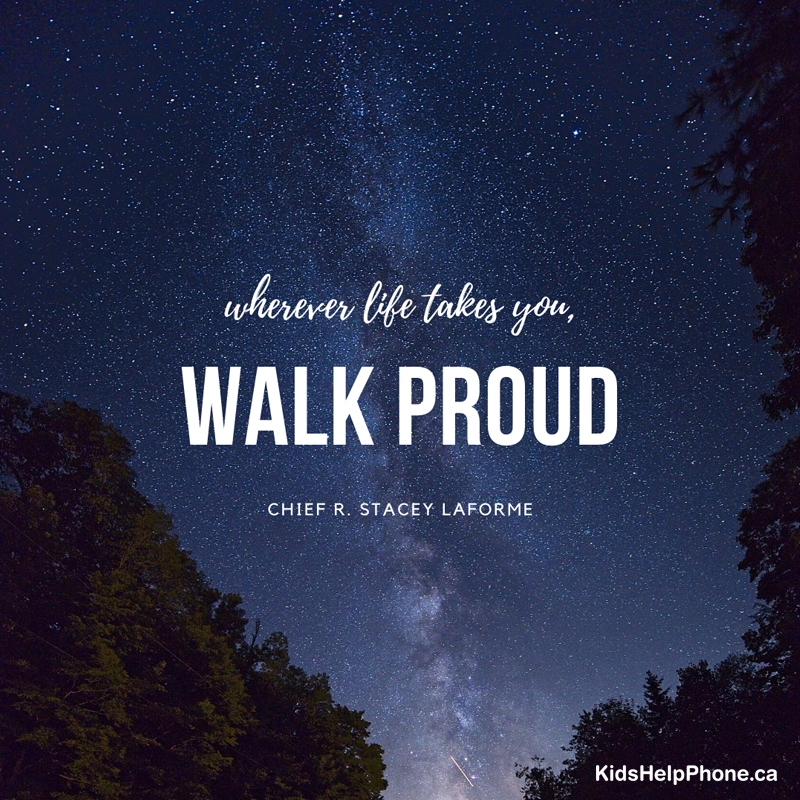 wherever life takes you,
WALK PROUD
CHIEF R. STACEY LAFORME
KidsHelpPhone.ca